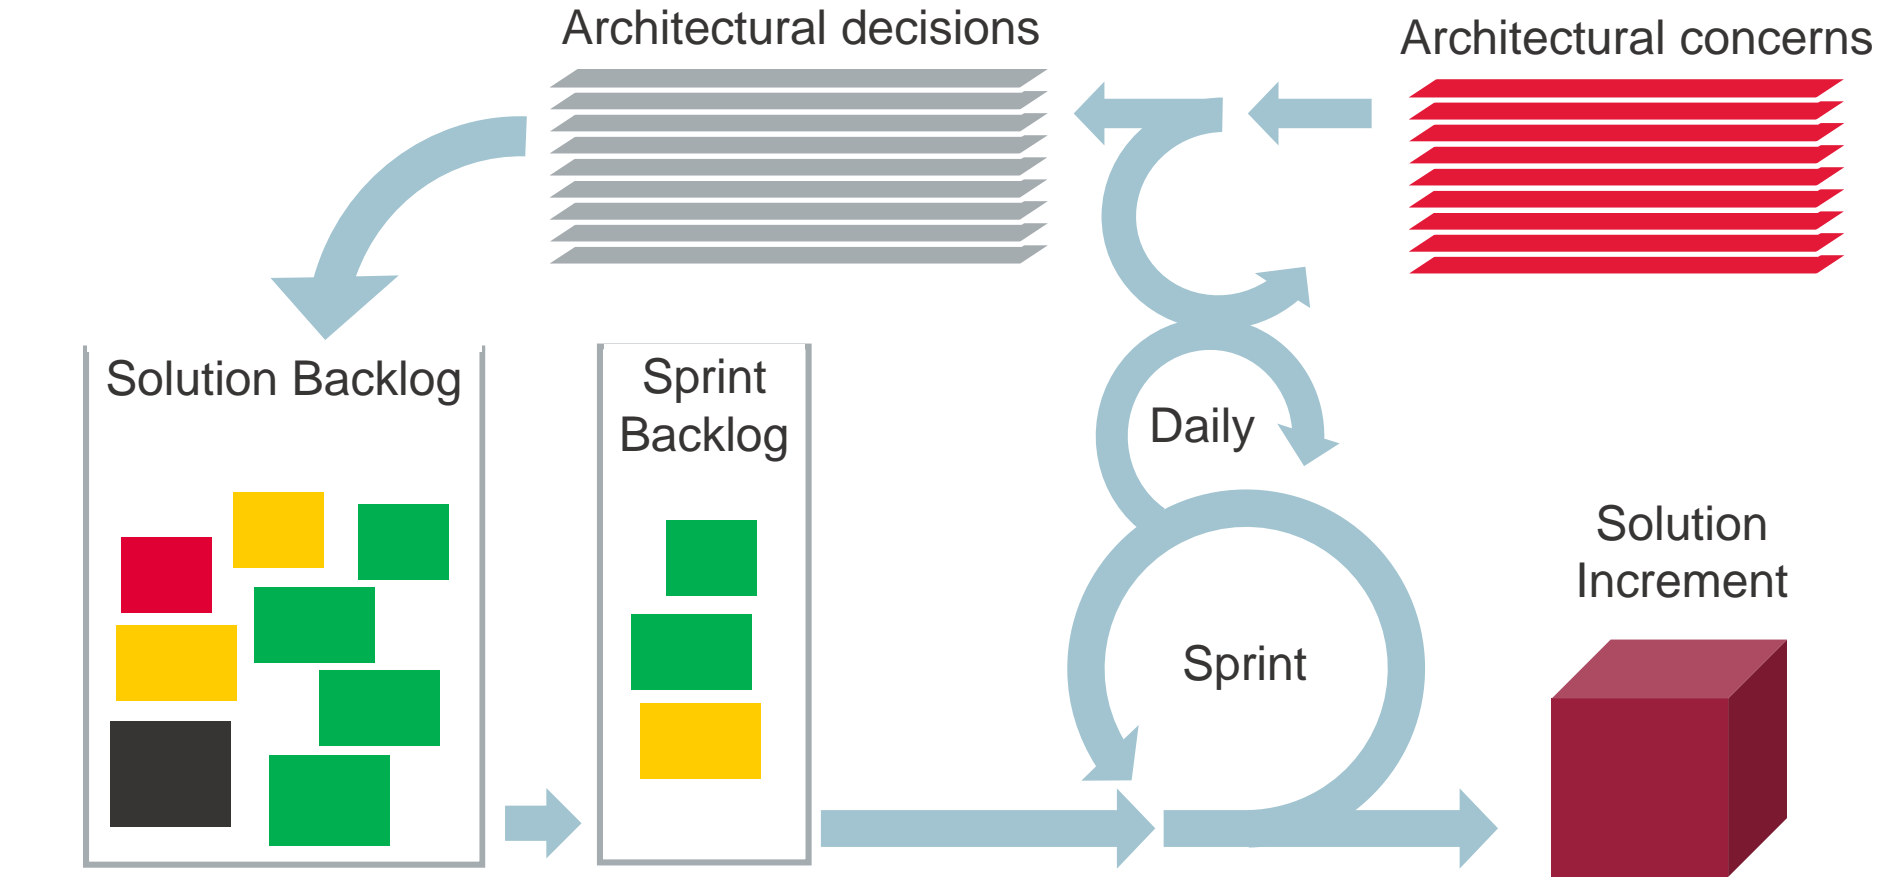 Architectural decisions
Architectural concerns
Solution Backlog
Sprint
Backlog
Daily
Sprint
Solution
Increment